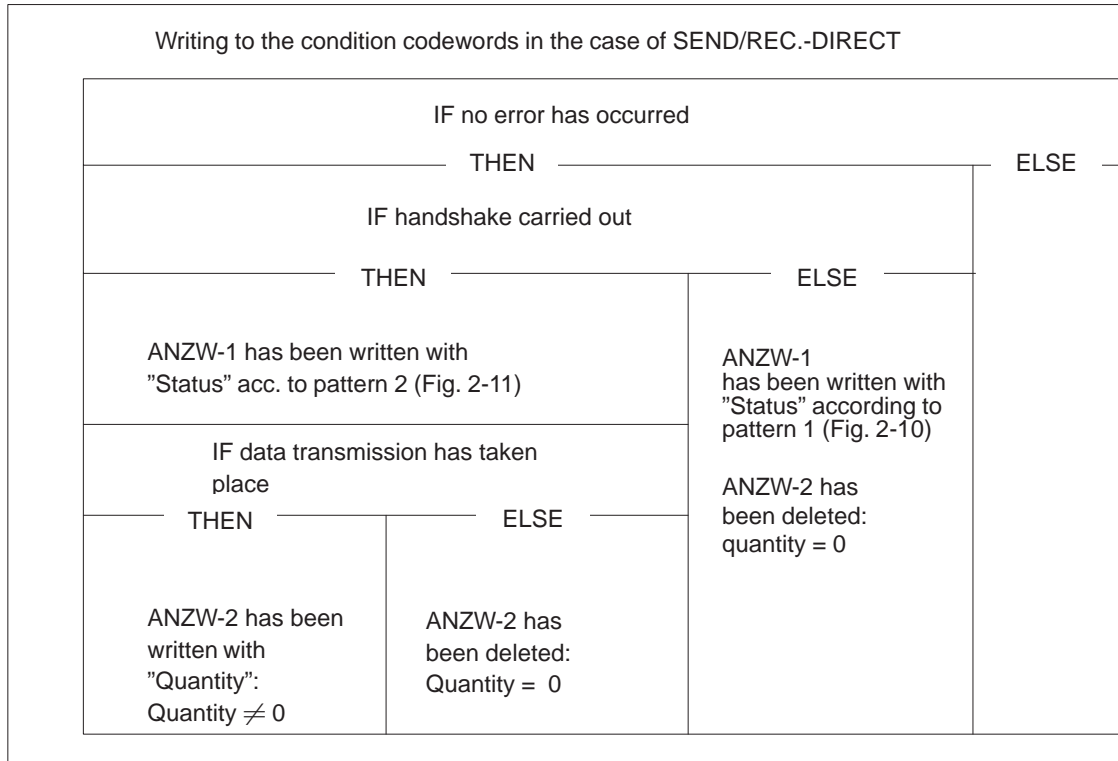 Writing to the condition codewords in the case of SEND/REC.-DIRECT
IF no error has occurred
THEN
ELSE
IF handshake carried out
THEN
ELSE
ANZW-1 has been written with
”Status” acc. to pattern 2 (Fig. 2-11)
ANZW-1
has been written with
”Status” according to
pattern 1 (Fig. 2-10)
ANZW-2 has
been deleted:
quantity = 0
IF data transmission has taken
place
THEN
ELSE
ANZW-2 has been
written with
”Quantity”:
Quantity ≠ 0
ANZW-2 has
been deleted:
Quantity = 0